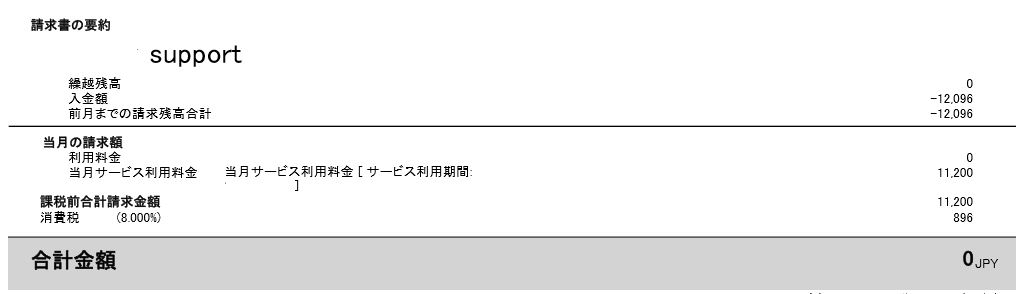 請求書の要約
support
繰越残高 0
入金額 -12,096
前月までの請求残高合計 -12,096
当月の請求額
利用料金 0
当月サービス利用料金 当月サービス利用料金 [ サービス利用期間: 11,200
]
課税前合計請求金額 11,200
消費税 (8.000%) 896
合計金額 0 JPY